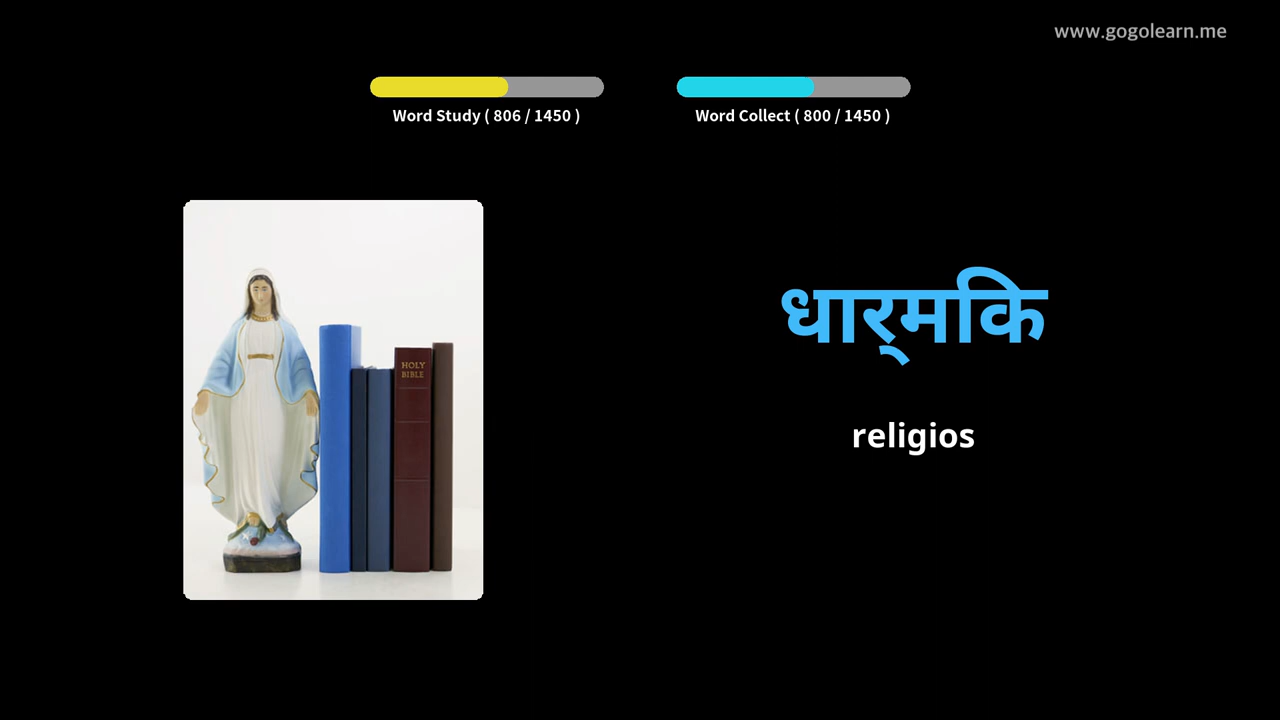 www.gogolearn.me
Word Study ( 806 / 1450 )
Word Collect ( 800 / 1450 )
HOLY
BIBLE
धार्मिक
religios